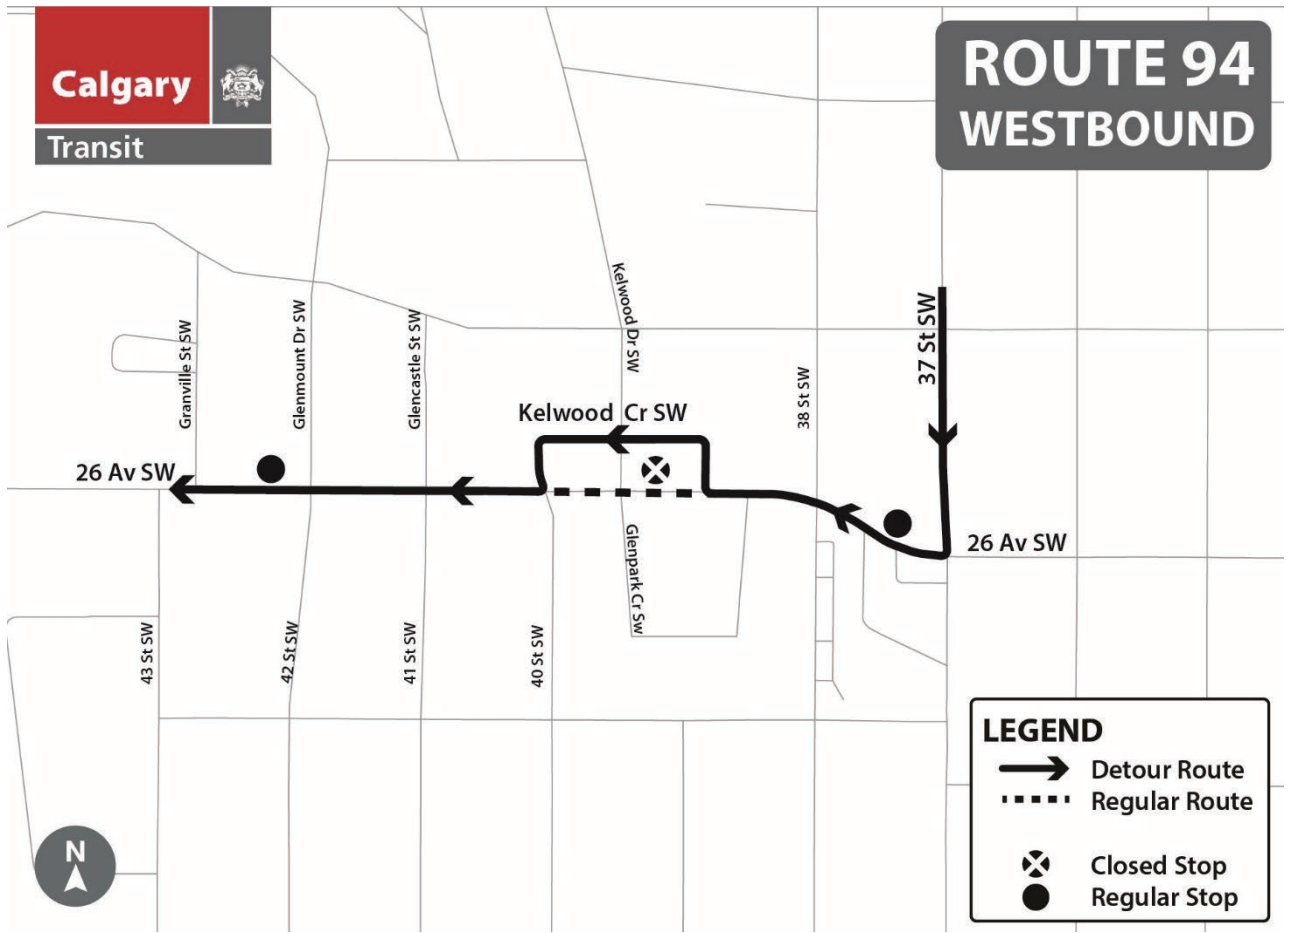 Calgary
Transit
ROUTE 94
WESTBOUND
Kelwood Dr SW
37 St SW
Granville St SW
Glenmount Dr SW
Glencastle St SW
38 St SW
Kelwood Cr SW
26 Av SW
26 Av SW
Glenpark Cr Sw
43 St SW
42 St SW
41 St SW
40 St SW
N
LEGEND
Detour Route
Regular Route
Closed Stop
Regular Stop